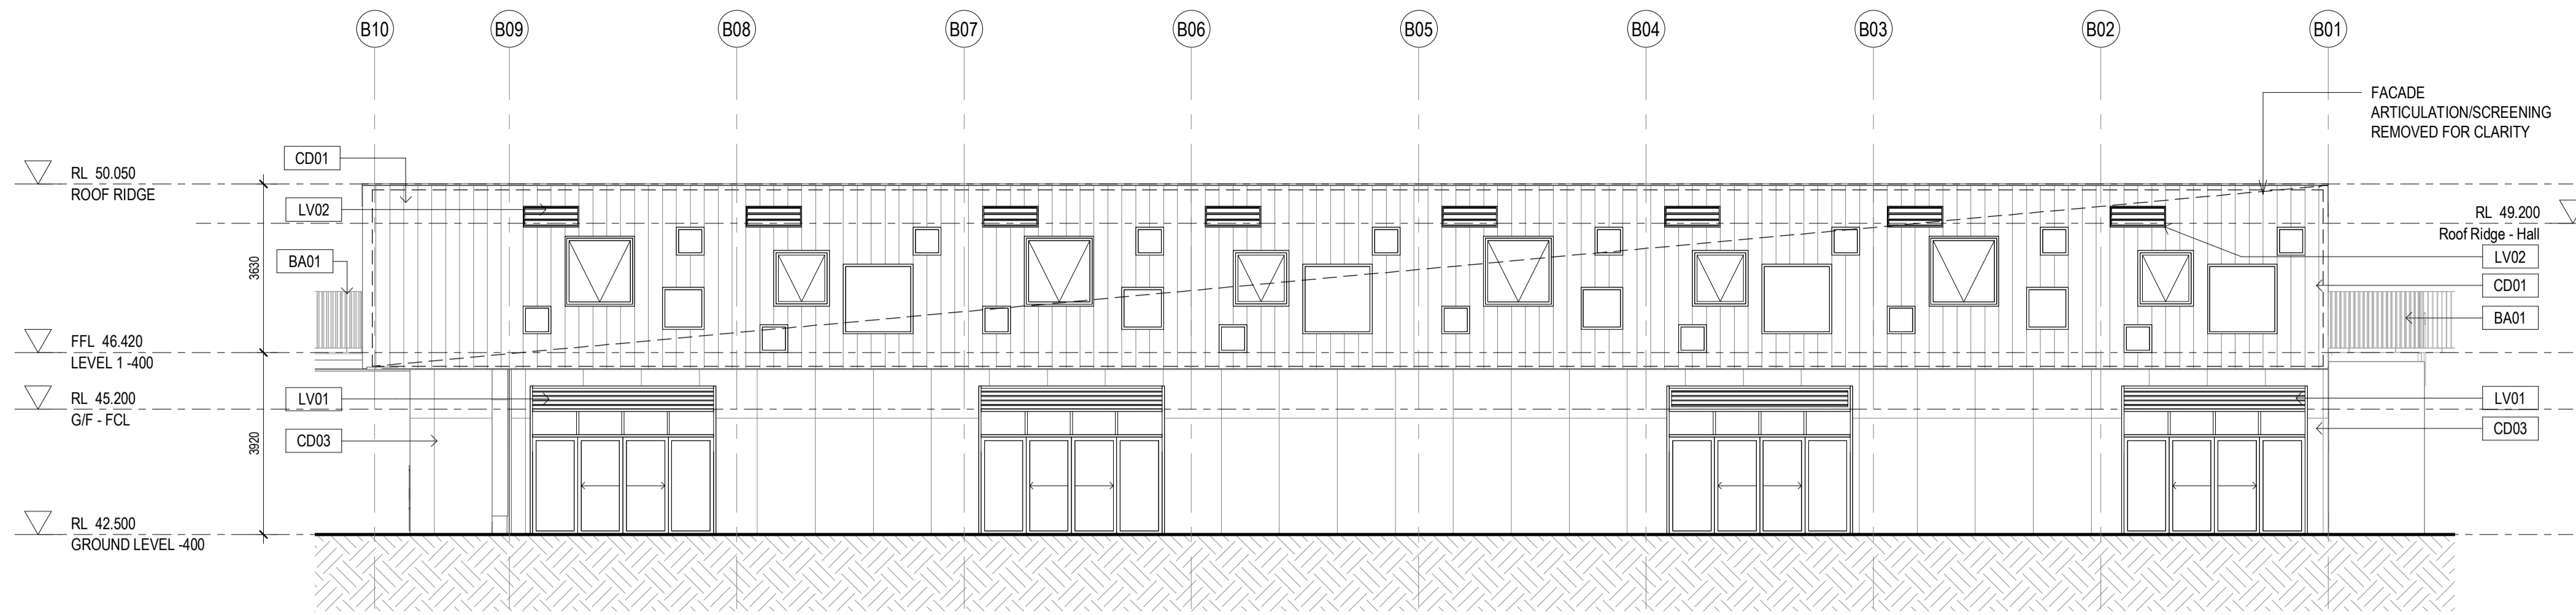 B10 B09 B08 B07 B06 B05 B04 B03 B02 B01
FACADE
ARTICULATION/SCREENING
REMOVED FOR CLARITY
CD01
RL 50.050
ROOF RIDGE
LV02
RL 49.200
Roof Ridge - Hall
LV02
BA01
3630
CD01
BA01
FFL 46.420
LEVEL 1 -400
RL 45.200
G/F - FCL
LV01
LV01
CD03
3920
CD03
RL 42.500
GROUND LEVEL -400